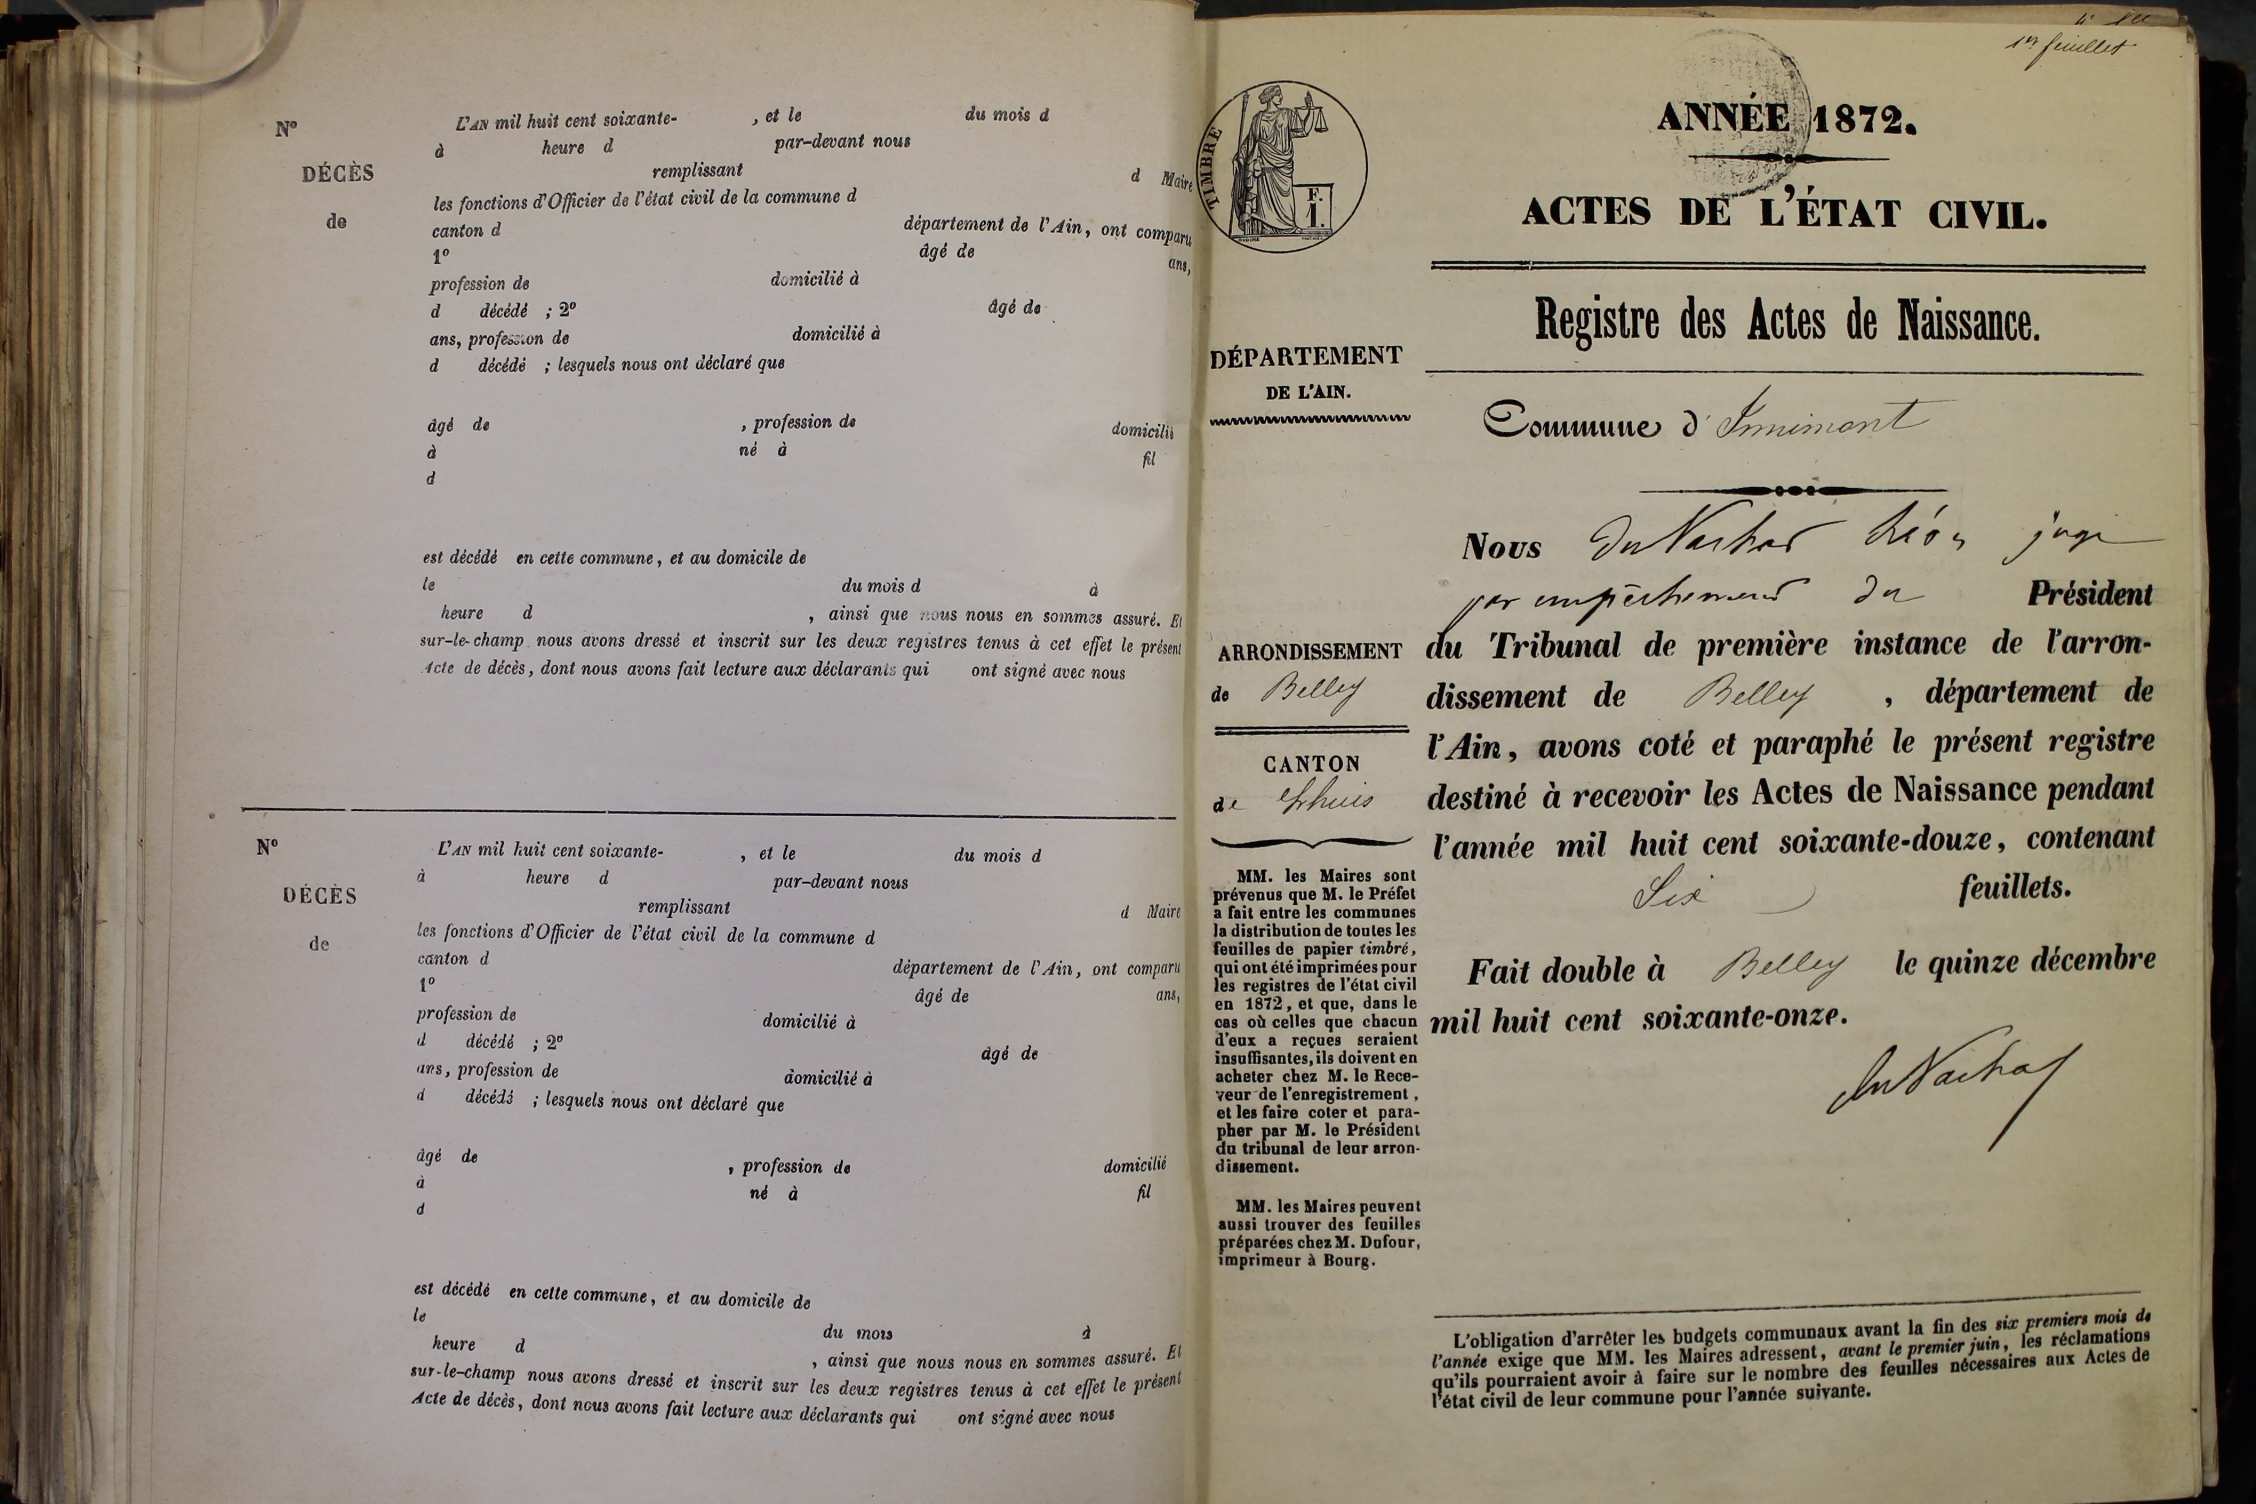 N°
DÉCÈS
de
L'AN mil huit cent soixante- , et le du mois d
à heure d par-devant nous
remplissant d Maire
les fonctions d'Officier de l'état civil de la commune d
canton d département de l'Ain, ont comparu
1° âgé de ans,
profession de domicilié à
d décédé ; 2° âgé de
ans, profession de domicilié à
d décédé ; lesquels nous ont déclaré que
âgé de , profession de domicilié
à né à fil
d
est décédé en cette commune, et au domicile de
le du mois d à
heure d , ainsi que nous nous en sommes assuré. Et
sur-le-champ nous avons dressé et inscrit sur les deux registres tenus à cet effet le présent
Acte de décès, dont nous avons fait lecture aux déclarants qui ont signé avec nous
N°
DÉCÈS
de
L'AN mil huit cent soixante- , et le du mois d
à heure d par-devant nous
remplissant d Maire
les fonctions d'Officier de l'état civil de la commune d
canton d département de l'Ain, ont comparu
1° âgé de ans,
profession de domicilié à
d décédé ; 2° âgé de
ans, profession de domicilié à
d décédé ; lesquels nous ont déclaré que
âgé de , profession de domicilié
à né à fil
d
est décédé en cette commune, et au domicile de
le du mois à
heure d , ainsi que nous nous en sommes assuré. Et
sur-le-champ nous avons dressé et inscrit sur les deux registres tenus à cet effet le présent
Acte de décès, dont nous avons fait lecture aux déclarants qui ont signé avec nous
1er feuillet
TIMBRE
F.
1.
ANNÉE 1872.
ACTES DE L'ÉTAT CIVIL.
Registre des Actes de Naissance.
DÉPARTEMENT
DE L'AIN.
Commune d'Innimont
Nous Du Nachat Léon juge
par empêchement du Président
du Tribunal de première instance de l'arron-
dissement de Belley , département de
l'Ain, avons coté et paraphé le présent registre
destiné à recevoir les Actes de Naissance pendant
l'année mil huit cent soixante-douze, contenant
Six feuillets.
Fait double à Belley le quinze décembre
mil huit cent soixante-onze.
Du Nachat
ARRONDISSEMENT
de Belley
CANTON
de Lhuis
MM. les Maires sont
prévenus que M. le Préfet
a fait entre les communes
la distribution de toutes les
feuilles de papier timbré,
qui ont été imprimées pour
les registres de l'état civil
en 1872, et que, dans le
cas où celles que chacun
d'eux a reçues seraient
insuffisantes, ils doivent en
acheter chez M. le Rece-
veur de l'enregistrement,
et les faire coter et para-
pher par M. le Président
du tribunal de leur arron-
dissement.
MM. les Maires peuvent
aussi trouver des feuilles
préparées chez M. Dufour,
imprimeur à Bourg.
L'obligation d'arrêter les budgets communaux avant la fin des six premiers mois de
l'année exige que MM. les Maires adressent, avant le premier juin, les réclamations
qu'ils pourraient avoir à faire sur le nombre des feuilles nécessaires aux Actes de
l'état civil de leur commune pour l'année suivante.